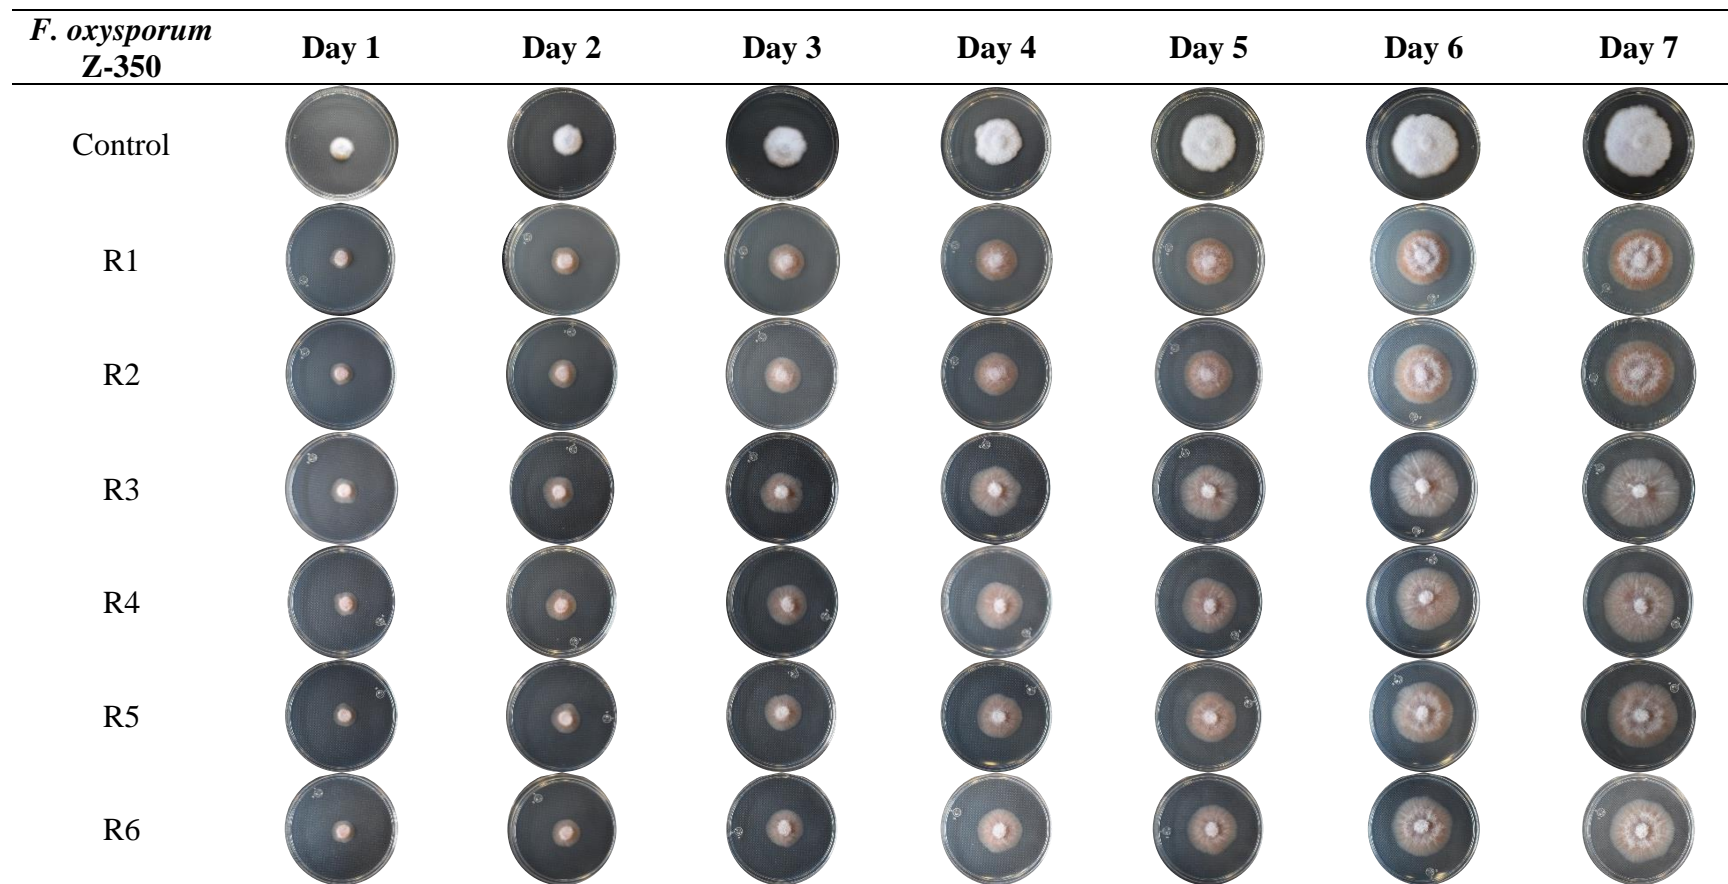 F. oxysporum
Z-350
Day 1
Day 2
Day 3
Day 4
Day 5
Day 6
Day 7
Control
R1
R2
R3
R4
R5
R6